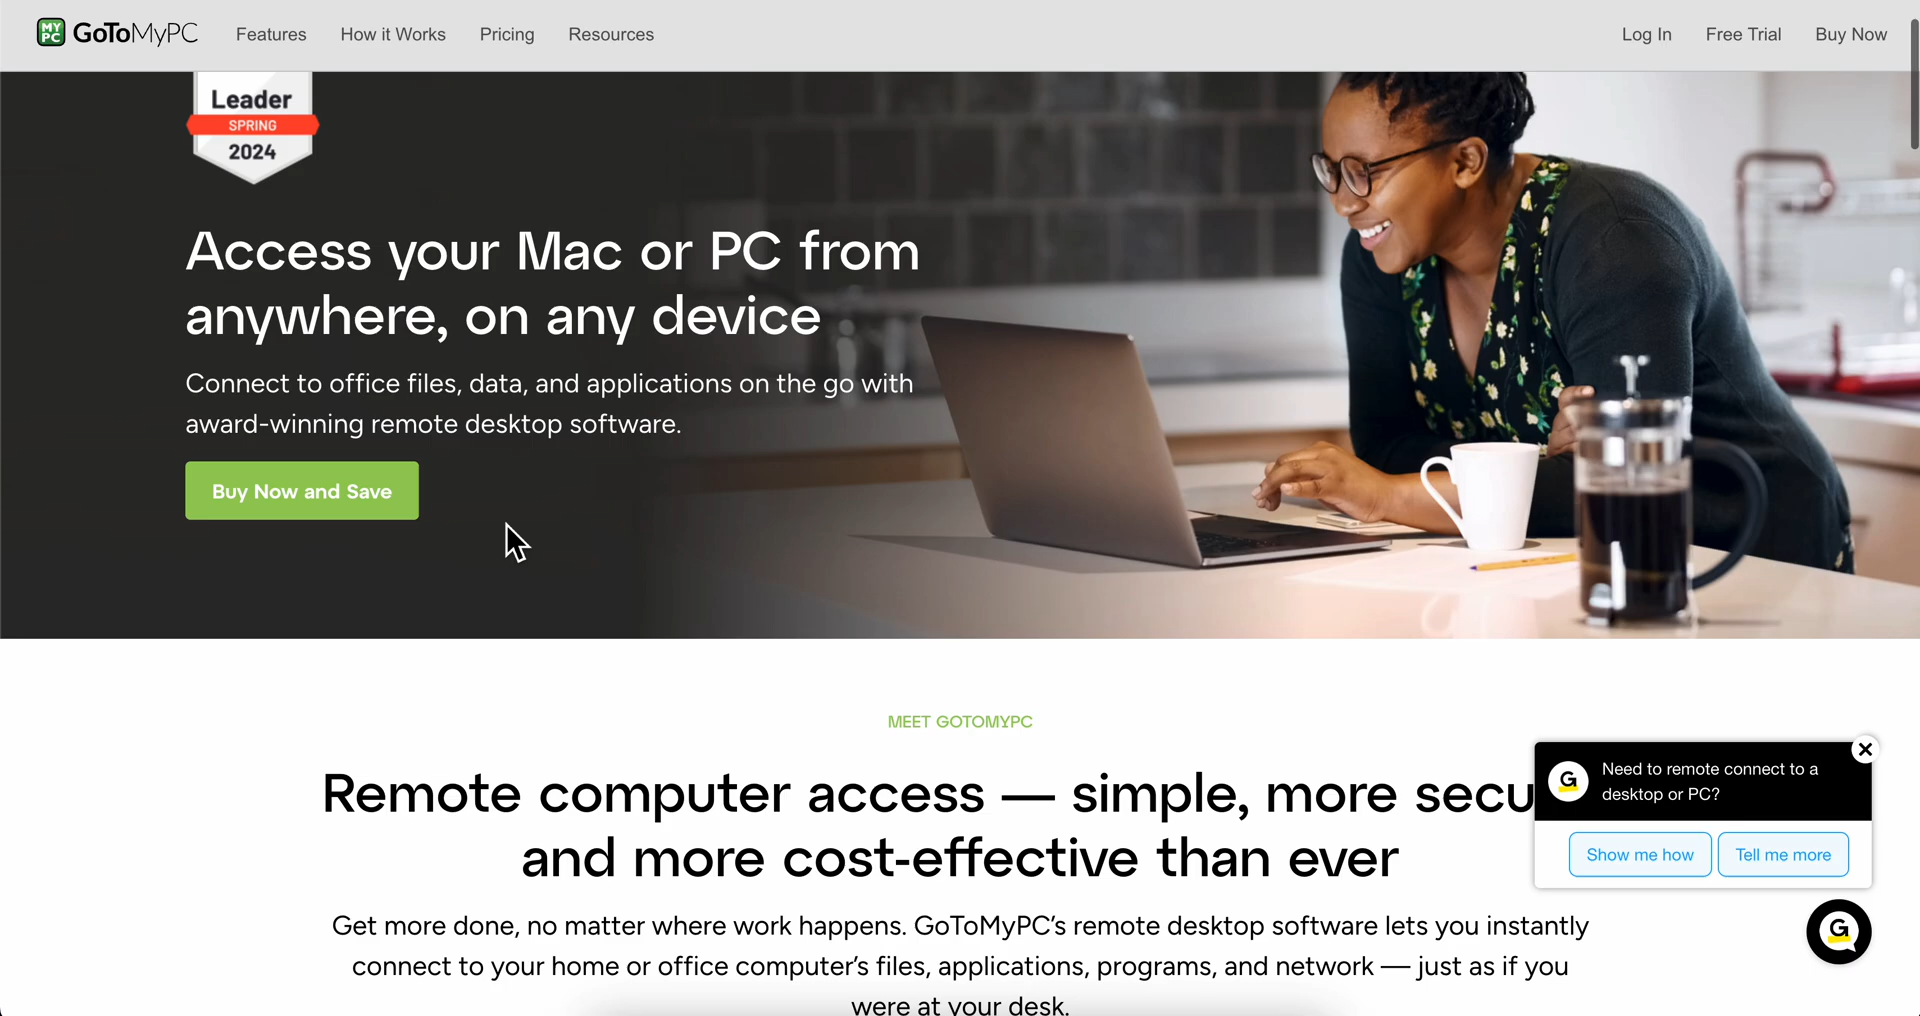 MY PC GoToMyPC Features How it Works Pricing Resources Log In Free Trial Buy Now
Leader
SPRING
2024
Access your Mac or PC from
anywhere, on any device
Connect to office files, data, and applications on the go with
award-winning remote desktop software.
Buy Now and Save
MEET GOTOMYPC
Remote computer access — simple, more secu
and more cost-effective than ever
Get more done, no matter where work happens. GoToMyPC’s remote desktop software lets you instantly
connect to your home or office computer’s files, applications, programs, and network — just as if you
were at your desk.
G
Need to remote connect to a
desktop or PC?
Show me how Tell me more
G